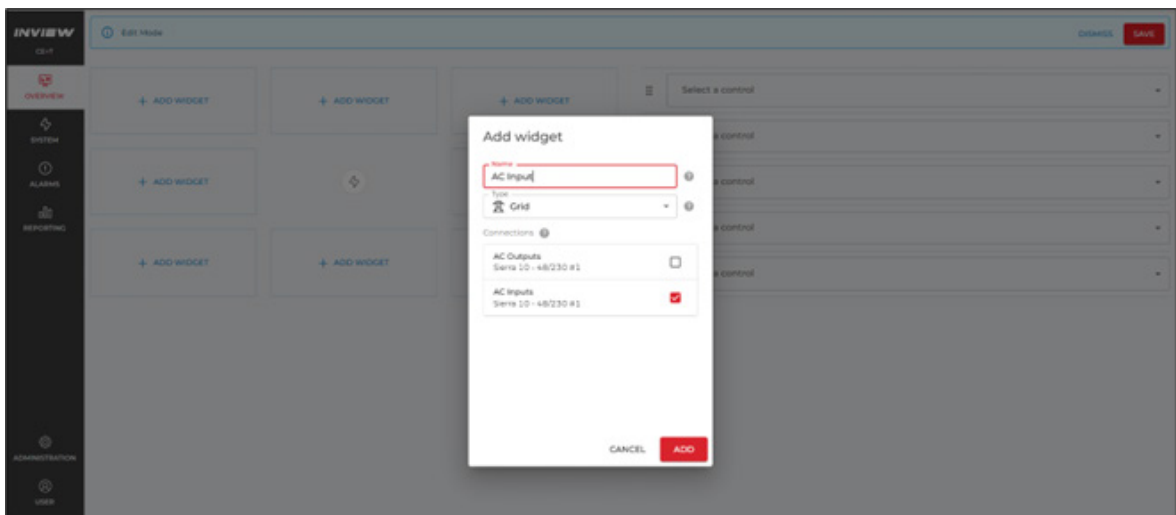 INVIEW
Edit Mode
DISMISS
SAVE
OVERVIEW
SYSTEM
ALARMS
REPORTING
ADMINISTRATION
USER
+ ADD WIDGET
+ ADD WIDGET
+ ADD WIDGET
+ ADD WIDGET
+ ADD WIDGET
+ ADD WIDGET
Select a control
a control
a control
a control
a control
Add widget
Name
AC Input
Type
Grid
Connections
AC Outputs
Sierra 10 - 48/230 #1
AC Inputs
Sierra 10 - 48/230 #1
CANCEL
ADD